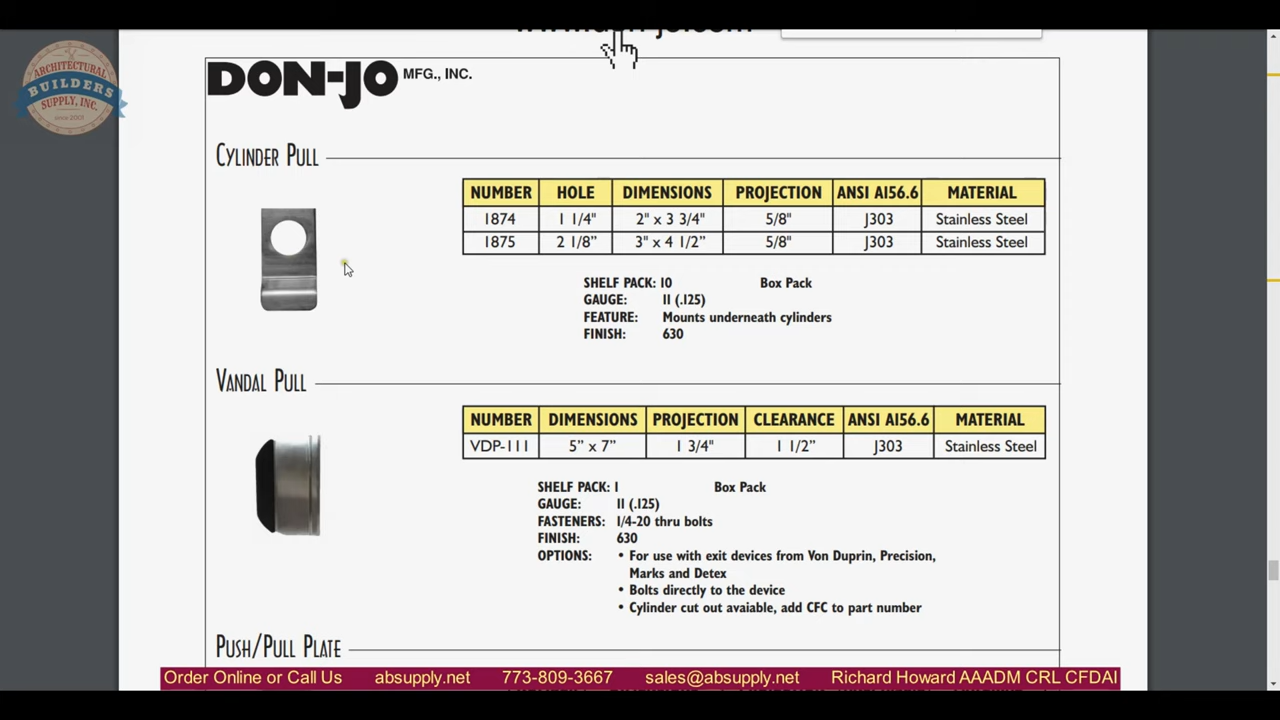 ARCHITECTURAL
BUILDERS
SUPPLY, INC.
since 2001
DON-JO MFG., INC.
CYLINDER PULL
NUMBER HOLE DIMENSIONS PROJECTION ANSI A156.6 MATERIAL
1874 1 1/4" 2" x 3 3/4" 5/8" J303 Stainless Steel
1875 2 1/8” 3" x 4 1/2” 5/8" J303 Stainless Steel
SHELF PACK: 10 Box Pack
GAUGE: 11 (.125)
FEATURE: Mounts underneath cylinders
FINISH: 630
VANDAL PULL
NUMBER DIMENSIONS PROJECTION CLEARANCE ANSI A156.6 MATERIAL
VDP-111 5” x 7” 1 3/4" 1 1/2” J303 Stainless Steel
SHELF PACK: 1 Box Pack
GAUGE: 11 (.125)
FASTENERS: 1/4-20 thru bolts
FINISH: 630
OPTIONS: • For use with exit devices from Von Duprin, Precision,
Marks and Detex
• Bolts directly to the device
• Cylinder cut out avaiable, add CFC to part number
PUSH/PULL PLATE
Order Online or Call Us absupply.net 773-809-3667 sales@absupply.net Richard Howard AAADM CRL CFDAI